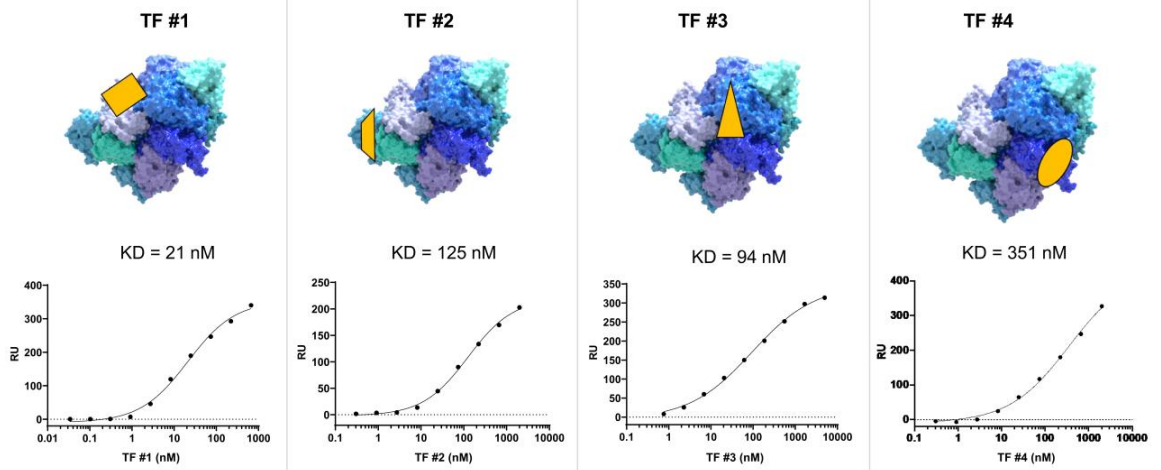 TF #1
TF #2
TF #3
TF #4
KD = 21 nM
KD = 125 nM
KD = 94 nM
KD = 351 nM
400
300
200
100
0
RU
0.01 0.1 1 10 100 1000
TF #1 (nM)
250
200
150
100
50
0
RU
0.1 1 10 100 1000 10000
TF #2 (nM)
350
300
250
200
150
100
50
0
RU
0.1 1 10 100 1000 10000
TF #3 (nM)
400
300
200
100
0
RU
0.1 1 10 100 1000 10000
TF #4 (nM)